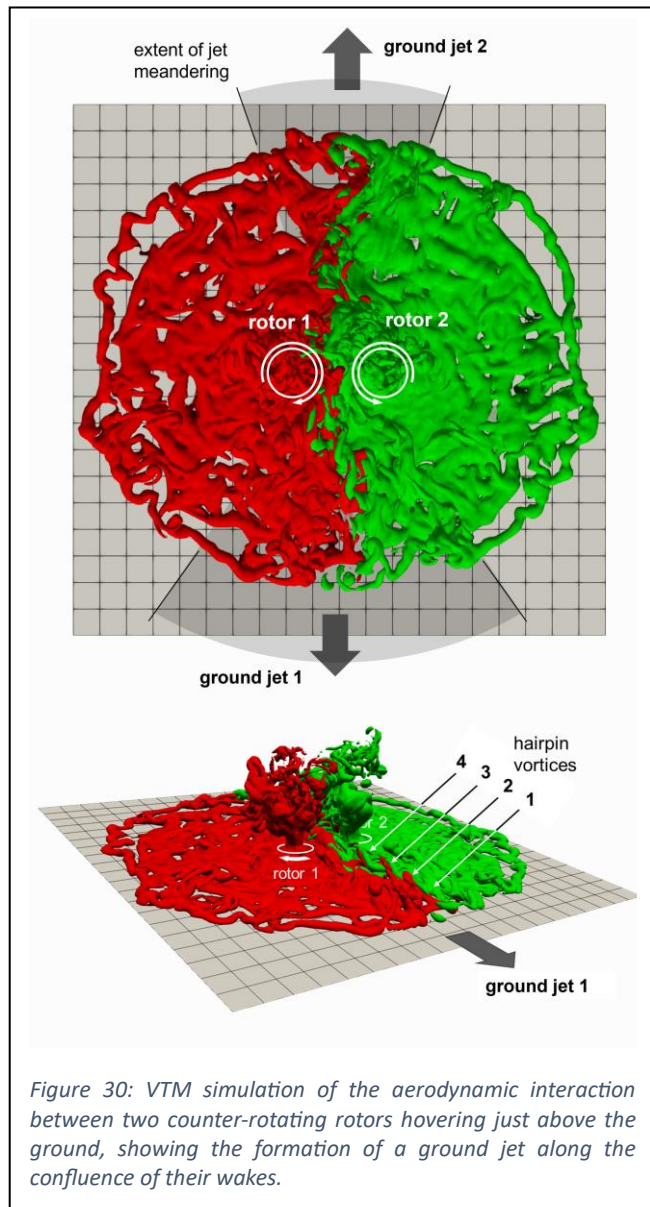 extent of jet
meandering
ground jet 2
rotor 1
rotor 2
ground jet 1
hairpin
vortices
4
3
2
1
rotor 1
ground jet 1
Figure 30: VTM simulation of the aerodynamic interaction
between two counter-rotating rotors hovering just above the
ground, showing the formation of a ground jet along the
confluence of their wakes.